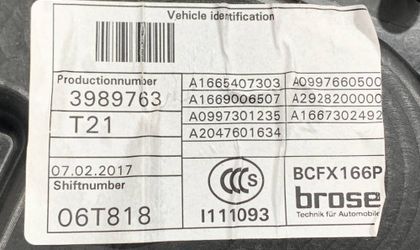 Vehicle identification
Productionnumber
3989763
T21
A1665407303 A0997660500
A1669006507 A2928200000
A0997301235 A1667302492
A2047601634
07.02.2017
Shiftnumber
06T818
CCC S
I111093
BCFX166P
brose
Technik für Automobile